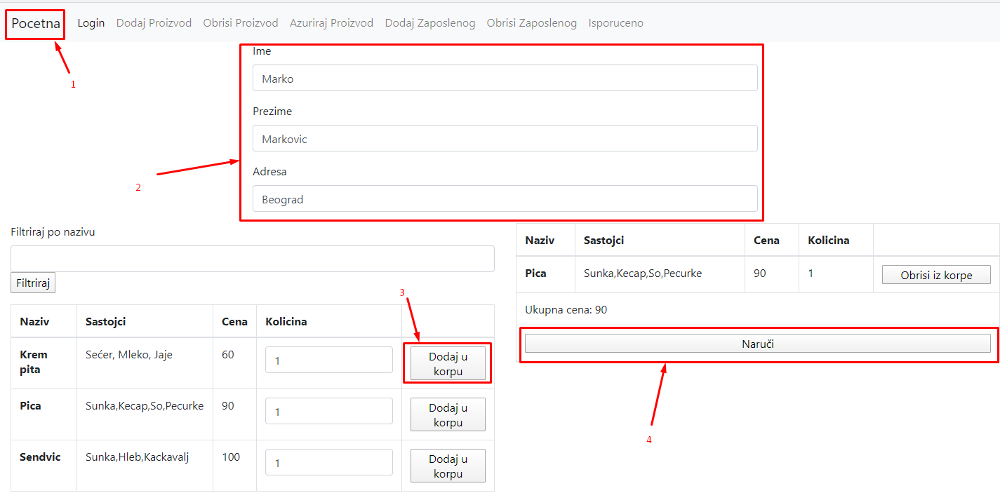 Pocetna Login Dodaj Proizvod Obrisi Proizvod Azuriraj Proizvod Dodaj Zaposlenog Obrisi Zaposlenog Isporuceno
1
Ime
Marko
Prezime
Markovic
2
Adresa
Beograd
Filtriraj po nazivu
Filtriraj
3
Naziv Sastojci Cena Kolicina
Krem pita Sećer, Mleko, Jaje 60 1 Dodaj u korpu
Pica Sunka,Kecap,So,Pecurke 90 1 Dodaj u korpu
Sendvic Sunka,Hleb,Kackavalj 100 1 Dodaj u korpu
Naziv Sastojci Cena Kolicina
Pica Sunka,Kecap,So,Pecurke 90 1 Obrisi iz korpe
Ukupna cena: 90
Naruči
4